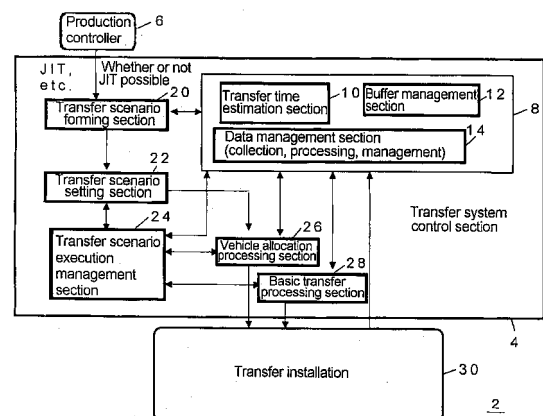 Production
controller
6
JIT,
etc.
Whether or not
JIT possible
20
Transfer scenario
forming section
Transfer time
estimation section
10
Buffer management
section
12
8
14
Data management section
(collection, processing, management)
22
Transfer scenario
setting section
24
Transfer scenario
execution
management
section
26
Vehicle allocation
processing section
28
Basic transfer
processing section
Transfer system
control section
4
Transfer installation
30
2